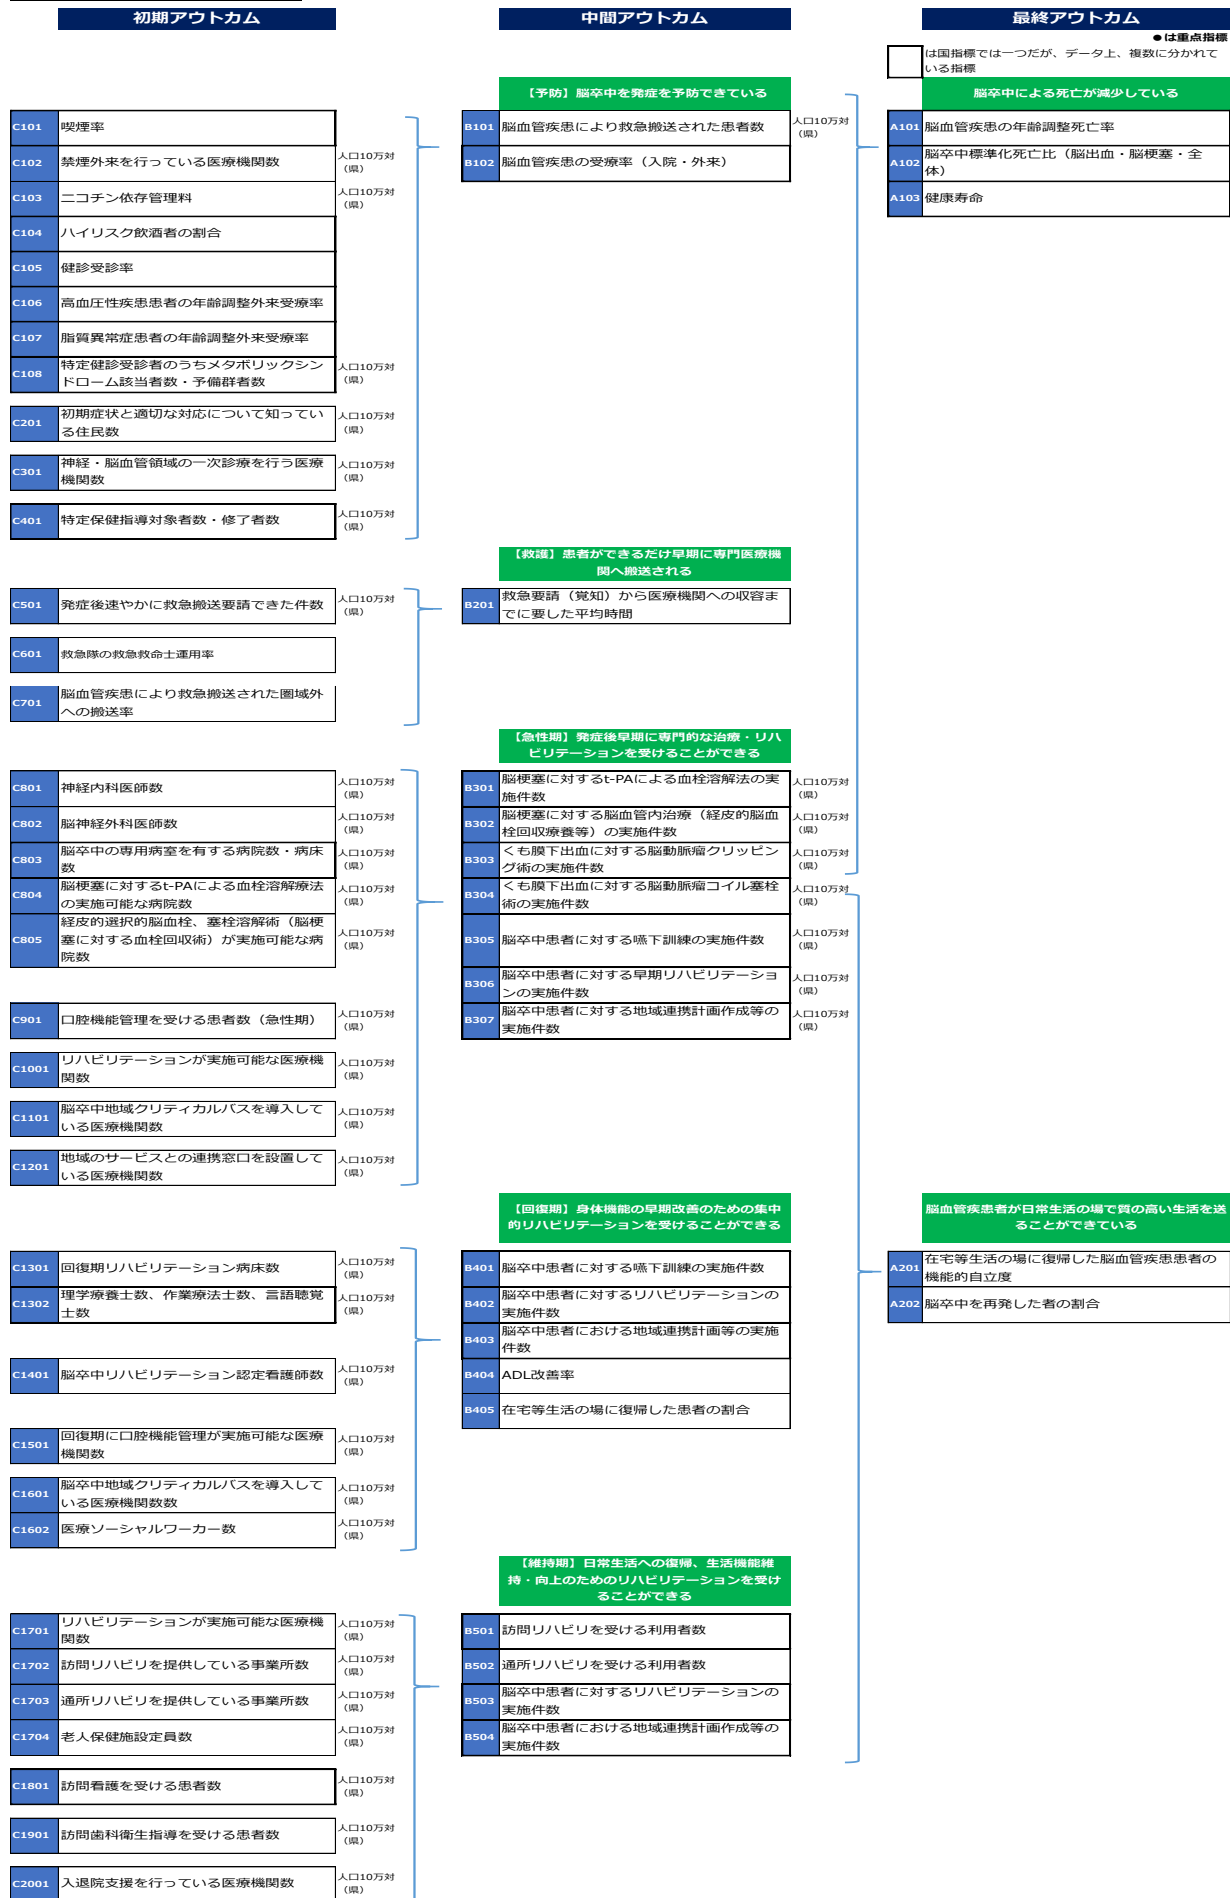 初期アウトカム
中間アウトカム
最終アウトカム
●は重点指標
は国指標では一つだが、データ上、複数に分かれて
いる指標
【予防】脳卒中を発症を予防できている
脳卒中による死亡が減少している
C101 喫煙率
B101 脳血管疾患により救急搬送された患者数
人口10万対
（県）
A101 脳血管疾患の年齢調整死亡率
C102 禁煙外来を行っている医療機関数
人口10万対
（県）
B102 脳血管疾患の受療率（入院・外来）
A102 脳卒中標準化死亡比（脳出血・脳梗塞・全
体）
C103 ニコチン依存管理料
人口10万対
（県）
A103 健康寿命
C104 ハイリスク飲酒者の割合
C105 健診受診率
C106 高血圧性疾患患者の年齢調整外来受療率
C107 脂質異常症患者の年齢調整外来受療率
C108 特定健診受診者のうちメタボリックシン
ドローム該当者数・予備群者数
人口10万対
（県）
C201 初期症状と適切な対応について知ってい
る住民数
人口10万対
（県）
C301 神経・脳血管領域の一次診療を行う医療
機関数
人口10万対
（県）
C401 特定保健指導対象者数・修了者数
人口10万対
（県）
【救護】患者ができるだけ早期に専門医療機
関へ搬送される
C501 発症後速やかに救急搬送要請できた件数
人口10万対
（県）
B201 救急要請（覚知）から医療機関への収容ま
でに要した平均時間
C601 救急隊の救急救命士運用率
C701 脳血管疾患により救急搬送された圏域外
への搬送率
【急性期】発症後早期に専門的な治療・リハ
ビリテーションを受けることができる
C801 神経内科医師数
人口10万対
（県）
B301 脳梗塞に対するt-PAによる血栓溶解法の実
施件数
人口10万対
（県）
C802 脳神経外科医師数
人口10万対
（県）
B302 脳梗塞に対する脳血管内治療（経皮的脳血
栓回収療養等）の実施件数
人口10万対
（県）
C803 脳卒中の専用病室を有する病院数・病床
数
人口10万対
（県）
B303 くも膜下出血に対する脳動脈瘤クリッピン
グ術の実施件数
人口10万対
（県）
C804 脳梗塞に対するt-PAによる血栓溶解療法
の実施可能な病院数
人口10万対
（県）
B304 くも膜下出血に対する脳動脈瘤コイル塞栓
術の実施件数
人口10万対
（県）
C805 経皮的選択的脳血栓、塞栓溶解術（脳梗
塞に対する血栓回収術）が実施可能な病
院数
人口10万対
（県）
B305 脳卒中患者に対する嚥下訓練の実施件数
人口10万対
（県）
B306 脳卒中患者に対する早期リハビリテーショ
ンの実施件数
人口10万対
（県）
C901 口腔機能管理を受ける患者数（急性期）
人口10万対
（県）
B307 脳卒中患者に対する地域連携計画作成等の
実施件数
人口10万対
（県）
C1001 リハビリテーションが実施可能な医療機
関数
人口10万対
（県）
C1101 脳卒中地域クリティカルパスを導入して
いる医療機関数
人口10万対
（県）
C1201 地域のサービスとの連携窓口を設置して
いる医療機関数
人口10万対
（県）
【回復期】身体機能の早期改善のための集中
的リハビリテーションを受けることができる
脳血管疾患者が日常生活の場で質の高い生活を送
ることができている
C1301 回復期リハビリテーション病床数
人口10万対
（県）
B401 脳卒中患者に対する嚥下訓練の実施件数
A201 在宅等生活の場に復帰した脳血管疾患患者の
機能的自立度
C1302 理学療養士数、作業療法士数、言語聴覚
士数
人口10万対
（県）
B402 脳卒中患者に対するリハビリテーションの
実施件数
A202 脳卒中を再発した者の割合
B403 脳卒中患者における地域連携計画等の実施
件数
C1401 脳卒中リハビリテーション認定看護師数
人口10万対
（県）
B404 ADL改善率
B405 在宅等生活の場に復帰した患者の割合
C1501 回復期に口腔機能管理が実施可能な医療
機関数
人口10万対
（県）
C1601 脳卒中地域クリティカルパスを導入して
いる医療機関数数
人口10万対
（県）
C1602 医療ソーシャルワーカー数
人口10万対
（県）
【維持期】日常生活への復帰、生活機能維
持・向上のためのリハビリテーションを受け
ることができる
C1701 リハビリテーションが実施可能な医療機
関数
人口10万対
（県）
B501 訪問リハビリを受ける利用者数
C1702 訪問リハビリを提供している事業所数
人口10万対
（県）
B502 通所リハビリを受ける利用者数
C1703 通所リハビリを提供している事業所数
人口10万対
（県）
B503 脳卒中患者に対するリハビリテーションの
実施件数
C1704 老人保健施設定員数
人口10万対
（県）
B504 脳卒中患者における地域連携計画作成等の
実施件数
C1801 訪問看護を受ける患者数
人口10万対
（県）
C1901 訪問歯科衛生指導を受ける患者数
人口10万対
（県）
C2001 入退院支援を行っている医療機関数
人口10万対
（県）